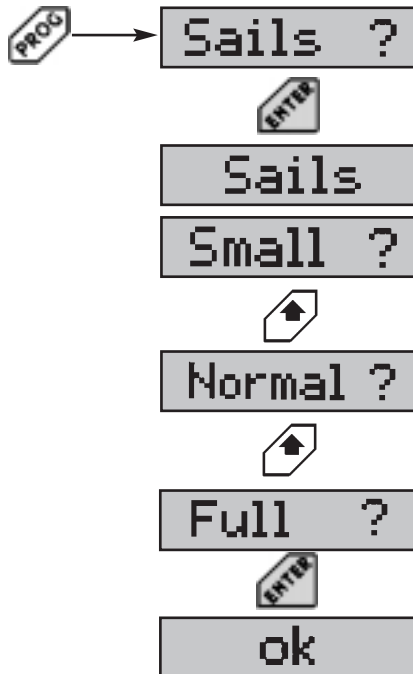 PROG
Sails ?
ENTER
Sails
Small ?
Normal ?
Full ?
ENTER
ok